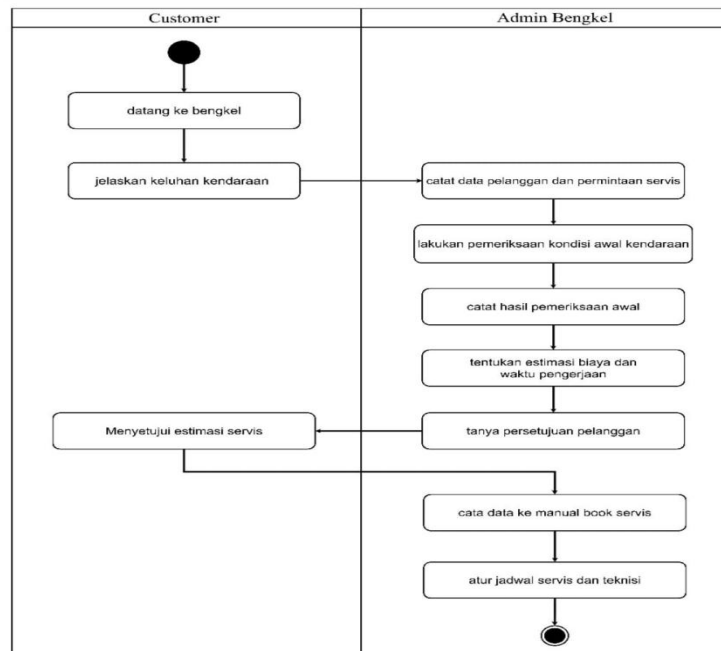 Customer
Admin Bengkel
datang ke bengkel
jelaskan keluhan kendaraan
catat data pelanggan dan permintaan servis
lakukan pemeriksaan kondisi awal kendaraan
catat hasil pemeriksaan awal
tentukan estimasi biaya dan
waktu pengerjaan
tanya persetujuan pelanggan
Menyetujui estimasi servis
cata data ke manual book servis
atur jadwal servis dan teknisi